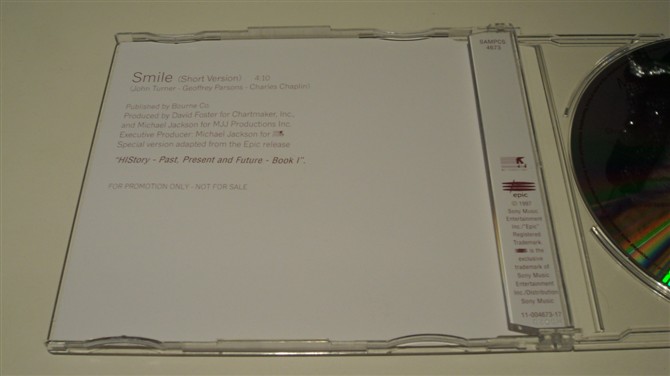 Smile (Short Version) 4:10
(John Turner - Geoffrey Parsons - Charles Chaplin)
Published by Bourne Co.
Produced by David Foster for Chartmaker, Inc.,
and Michael Jackson for MJJ Productions Inc.
Executive Producer: Michael Jackson for
Special version adapted from the Epic release
"HIStory - Past, Present and Future - Book I".
FOR PROMOTION ONLY - NOT FOR SALE
SAMPCS
4673
epic
℗ 1997
Sony Music
Entertainment
Inc./"Epic"
Registered
Trademark
is the
exclusive
trademark of
Sony Music
Entertainment
Inc./Distribution
Sony Music
11-004673-17